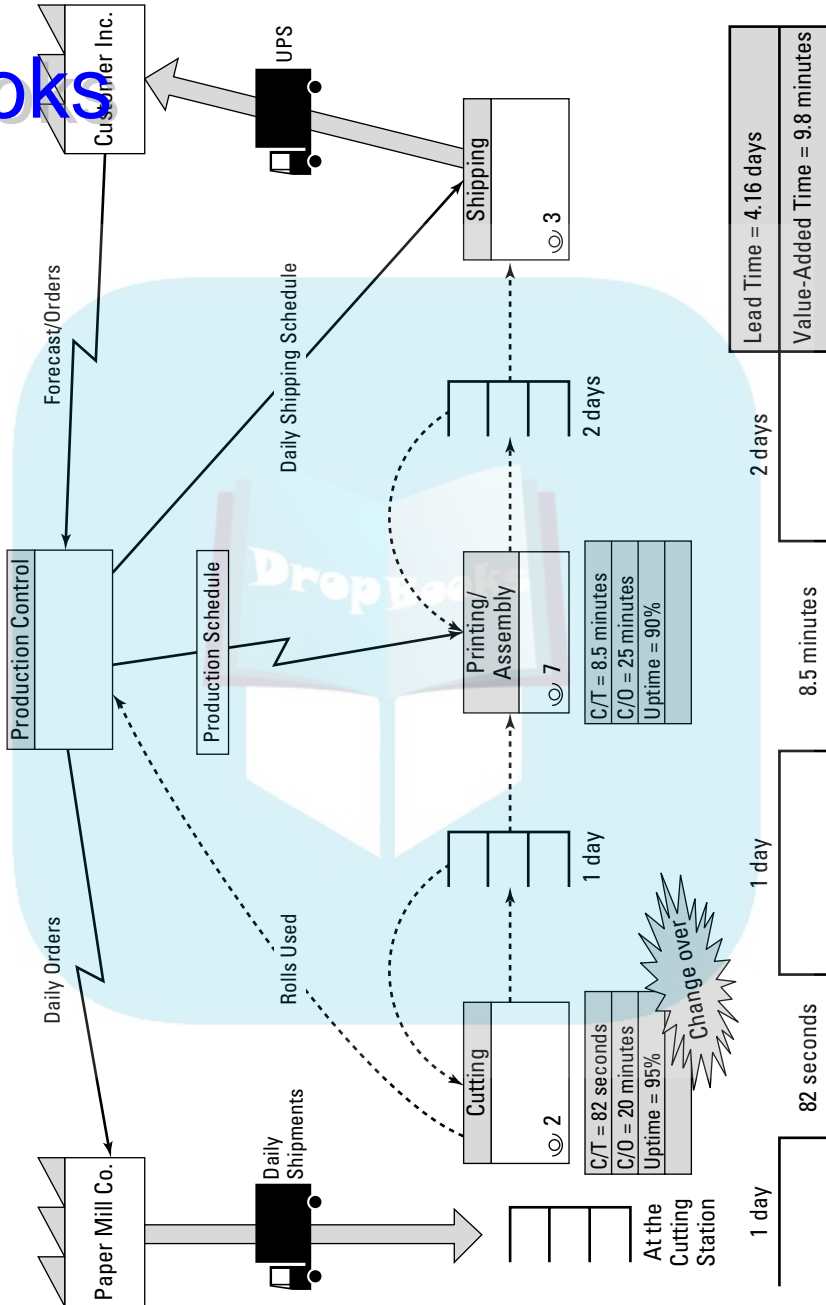 Paper Mill Co.
Daily Orders
Production Control
Forecast/Orders
Customer Inc.
oks
Daily
Shipments
Rolls Used
Production Schedule
Daily Shipping Schedule
UPS
Drop Books
At the
Cutting
Station
Cutting
2
C/T = 82 seconds
C/O = 20 minutes
Uptime = 95%
Change over
1 day
Printing/
Assembly
7
C/T = 8.5 minutes
C/O = 25 minutes
Uptime = 90%
2 days
Shipping
3
1 day
82 seconds
1 day
8.5 minutes
2 days
Lead Time = 4.16 days
Value-Added Time = 9.8 minutes